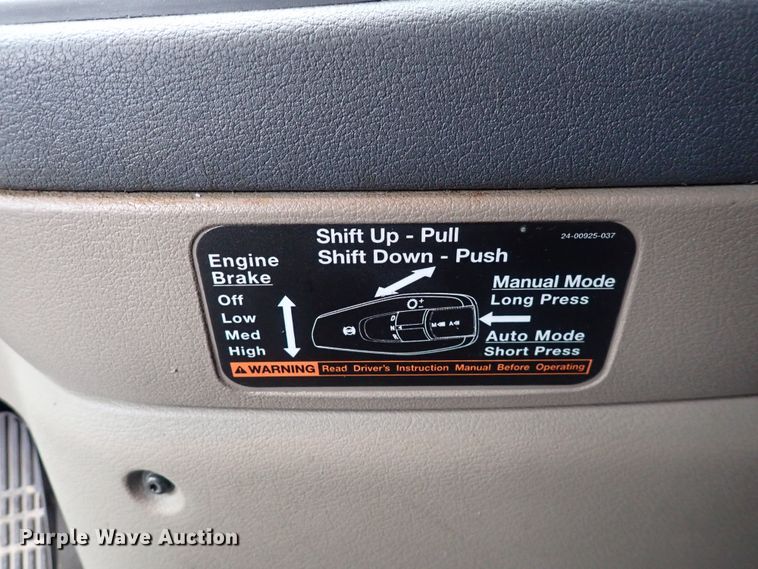 Shift Up - Pull
Shift Down - Push
24-00925-037
Engine
Brake
Off
Low
Med
High
Manual Mode
Long Press
Auto Mode
Short Press
D
N
M
A
WARNING Read Driver's Instruction Manual Before Operating
Purple Wave Auction